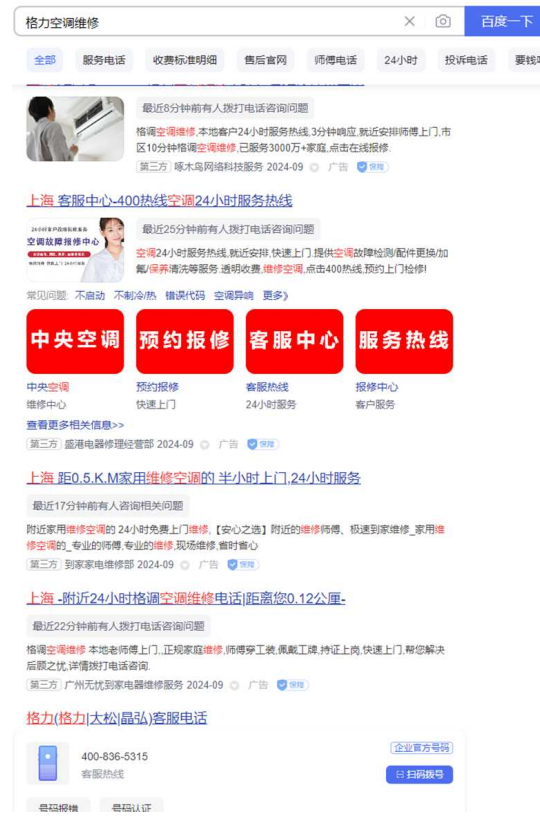 格力空调维修
百度一下
全部 服务电话 收费标准明细 售后官网 师傅电话 24小时 投诉电话 要钱吗
最近8分钟前有人拨打电话咨询问题
格调空调维修,本地客户24小时服务热线,3分钟响应,就近安排师傅上门,市
区10分钟格调空调维修,已服务3000万+家庭,点击在线报修.
第三方 啄木鸟网络科技服务 2024-09 广告 保障
上海 客服中心-400热线空调24小时服务热线
空调故障报修中心
最近25分钟前有人拨打电话咨询问题
空调24小时服务热线,就近安排,快速上门.提供空调故障检测/配件更换/加
氟/保养清洗等服务.透明收费,维修空调,点击400热线,预约上门检修!
常见问题: 不启动 不制冷/热 错误代码 空调异响 更多》
中央空调 预约报修 客服中心 服务热线
中央空调 预约报修 客服热线 报修中心
维修中心 快速上门 24小时服务 客户服务
查看更多相关信息>>
第三方 盛港电器修理经营部 2024-09 广告 保障
上海 距0.5.K.M家用维修空调的 半小时上门,24小时服务
最近17分钟前有人咨询相关问题
附近家用维修空调的 24小时免费上门维修,【安心之选】附近的维修师傅、极速到家维修_家用维
修空调的_专业的师傅,专业的维修,现场维修,省时省心
第三方 到家家电维修部 2024-09 广告 保障
上海 -附近24小时格调空调维修电话|距离您0.12公厘-
最近22分钟前有人拨打电话咨询问题
格调空调维修 本地老师傅上门,.正规家庭维修,师傅穿工装,佩戴工牌,持证上岗,快速上门,帮您解决
后顾之忧,详情拨打电话咨询.
第三方 广州无忧到家电器维修服务 2024-09 广告 保障
格力(格力|大松|晶弘)客服电话
400-836-5315 企业官方号码
客服热线 扫码拨号
号码报错 号码认证